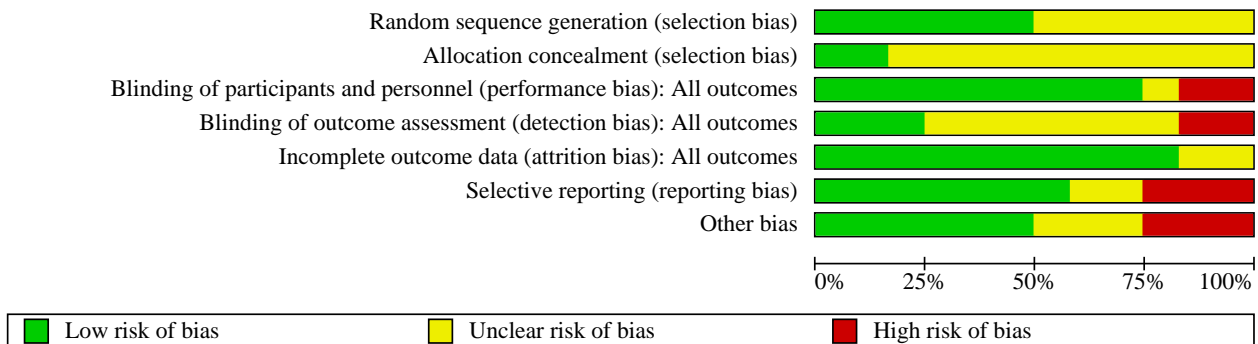 Random sequence generation (selection bias)
Allocation concealment (selection bias)
Blinding of participants and personnel (performance bias): All outcomes
Blinding of outcome assessment (detection bias): All outcomes
Incomplete outcome data (attrition bias): All outcomes
Selective reporting (reporting bias)
Other bias
0% 25% 50% 75% 100%
Low risk of bias Unclear risk of bias High risk of bias